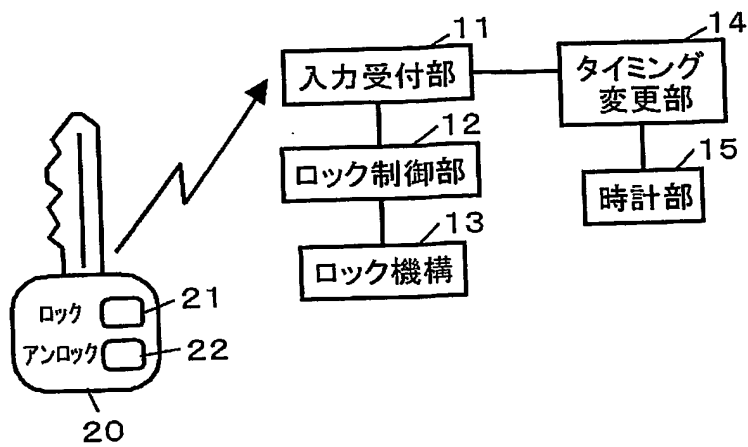 11
入力受付部
14
タイミング
変更部
12
ロック制御部
15
時計部
13
ロック機構
ロック
21
アンロック
22
20